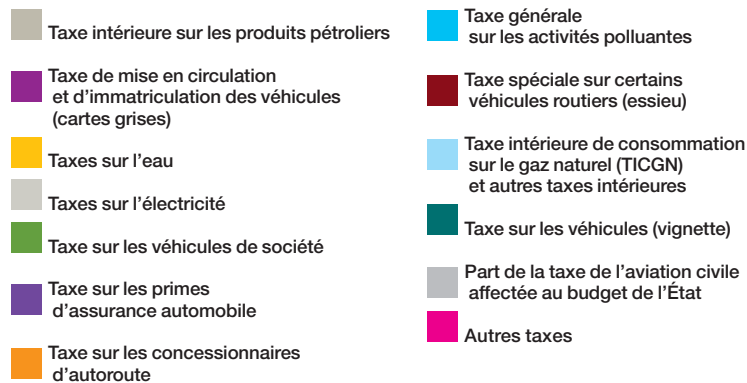 Taxe intérieure sur les produits pétroliers
Taxe de mise en circulation
et d'immatriculation des véhicules
(cartes grises)
Taxes sur l'eau
Taxes sur l'électricité
Taxe sur les véhicules de société
Taxe sur les primes
d'assurance automobile
Taxe sur les concessionnaires
d'autoroute
Taxe générale
sur les activités polluantes
Taxe spéciale sur certains
véhicules routiers (essieu)
Taxe intérieure de consommation
sur le gaz naturel (TICGN)
et autres taxes intérieures
Taxe sur les véhicules (vignette)
Part de la taxe de l'aviation civile
affectée au budget de l'État
Autres taxes